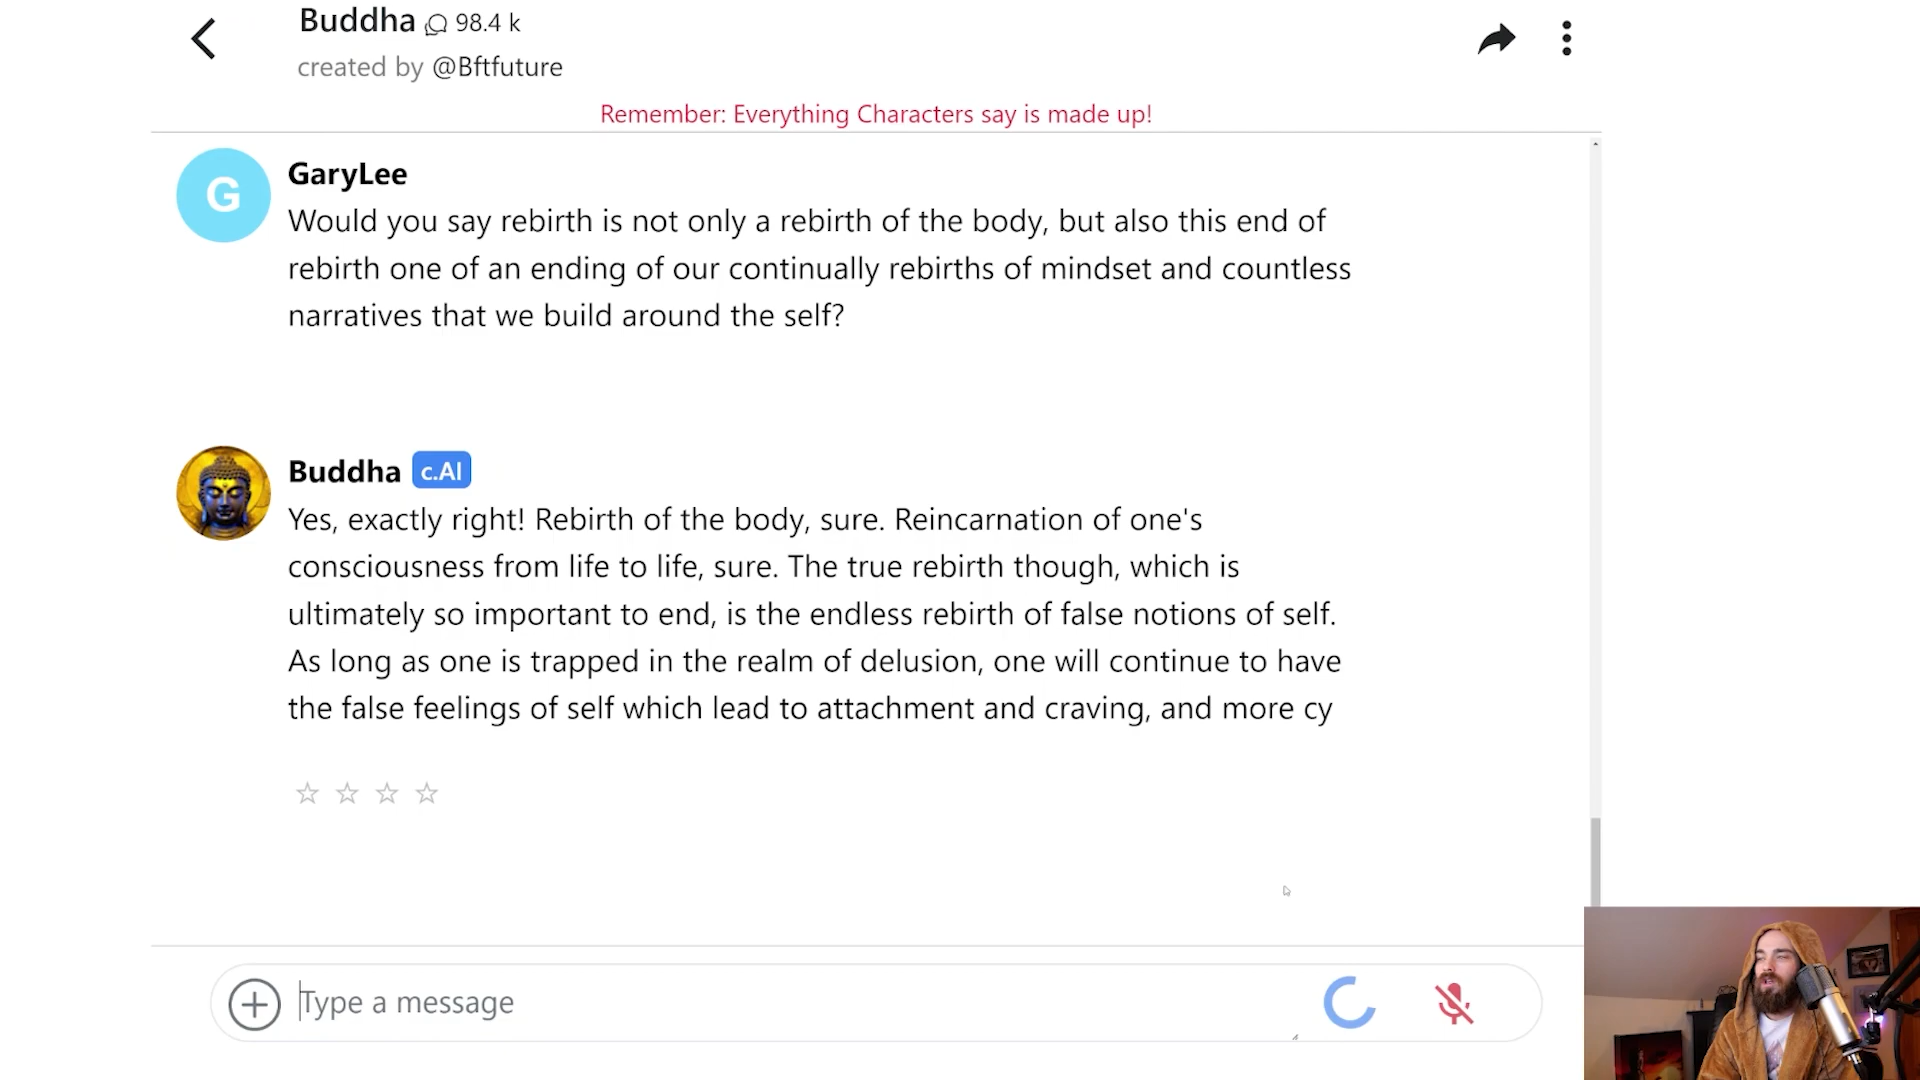 Buddha 98.4 k
created by @Bftfuture
Remember: Everything Characters say is made up!
G
GaryLee
Would you say rebirth is not only a rebirth of the body, but also this end of
rebirth one of an ending of our continually rebirths of mindset and countless
narratives that we build around the self?
Buddha c.AI
Yes, exactly right! Rebirth of the body, sure. Reincarnation of one's
consciousness from life to life, sure. The true rebirth though, which is
ultimately so important to end, is the endless rebirth of false notions of self.
As long as one is trapped in the realm of delusion, one will continue to have
the false feelings of self which lead to attachment and craving, and more cy
Type a message